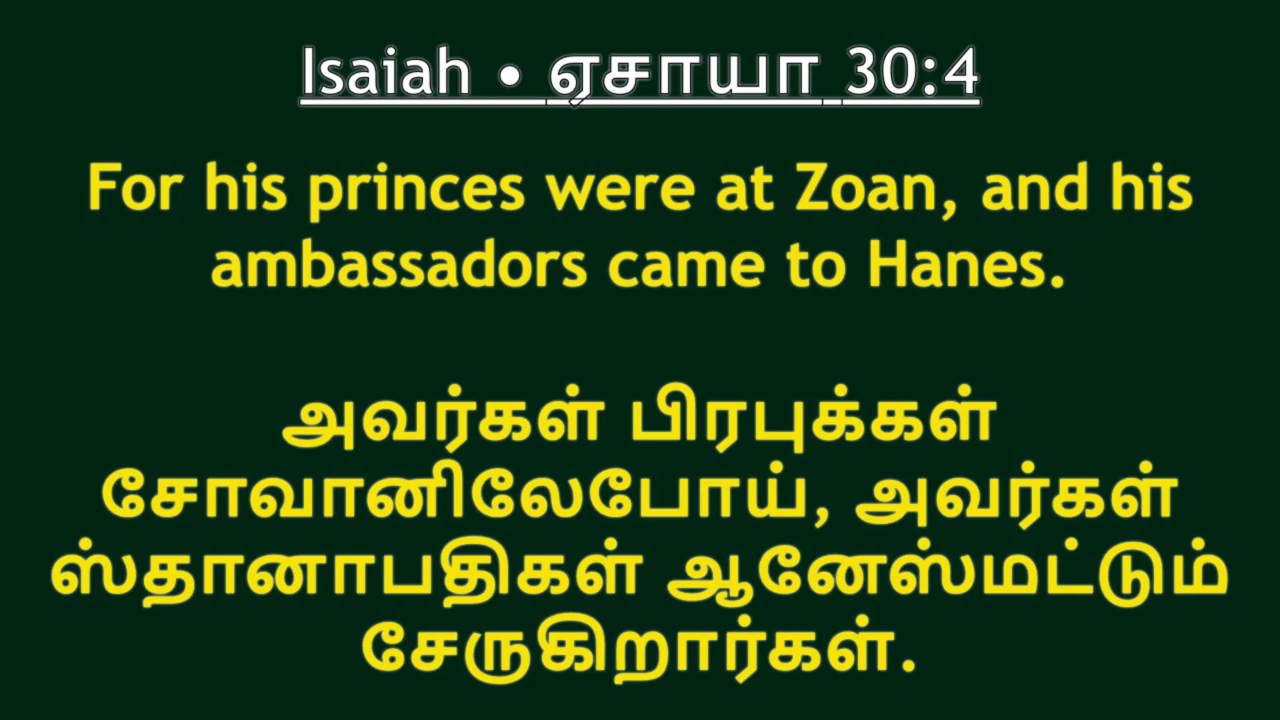 Isaiah • ஏசாயா 30:4
For his princes were at Zoan, and his
ambassadors came to Hanes.
அவர்கள் பிரபுக்கள்
சோவானிலேபோய், அவர்கள்
ஸ்தானாபதிகள் ஆனேஸ்மட்டும்
சேருகிறார்கள்.